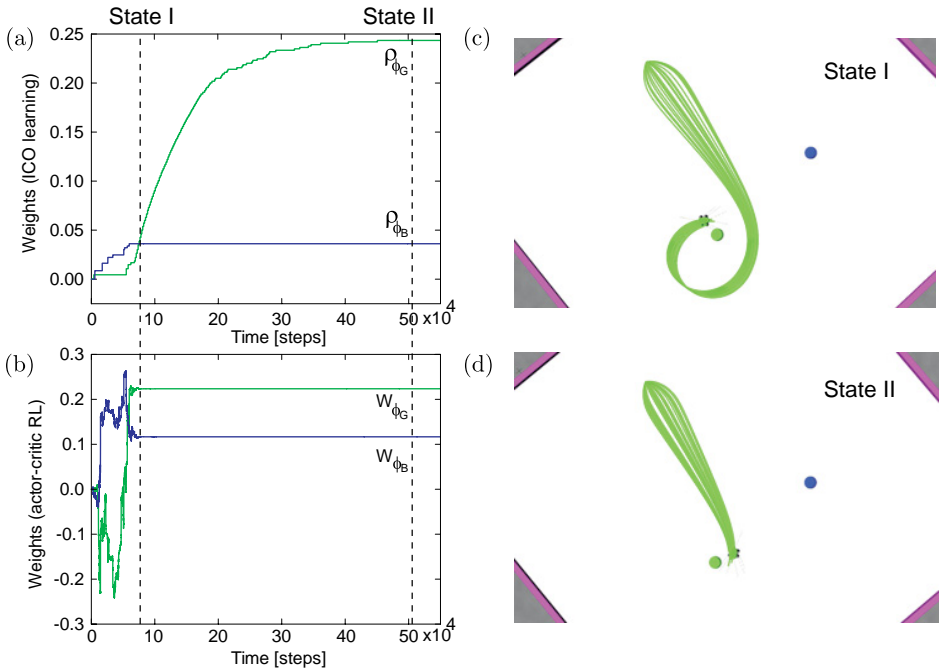 State I
State II
(a)
Weights (ICO learning)
0.25
0.20
0.15
0.10
0.05
0.00
ρϕG
ρϕB
0 10 20 30 40 50 x10 4
Time [steps]
(b)
Weights (actor-critic RL)
0.3
0.2
0.1
0.0
-0.1
-0.2
-0.3
wϕG
wϕB
0 10 20 30 40 50 x10 4
Time [steps]
(c)
State I
(d)
State II